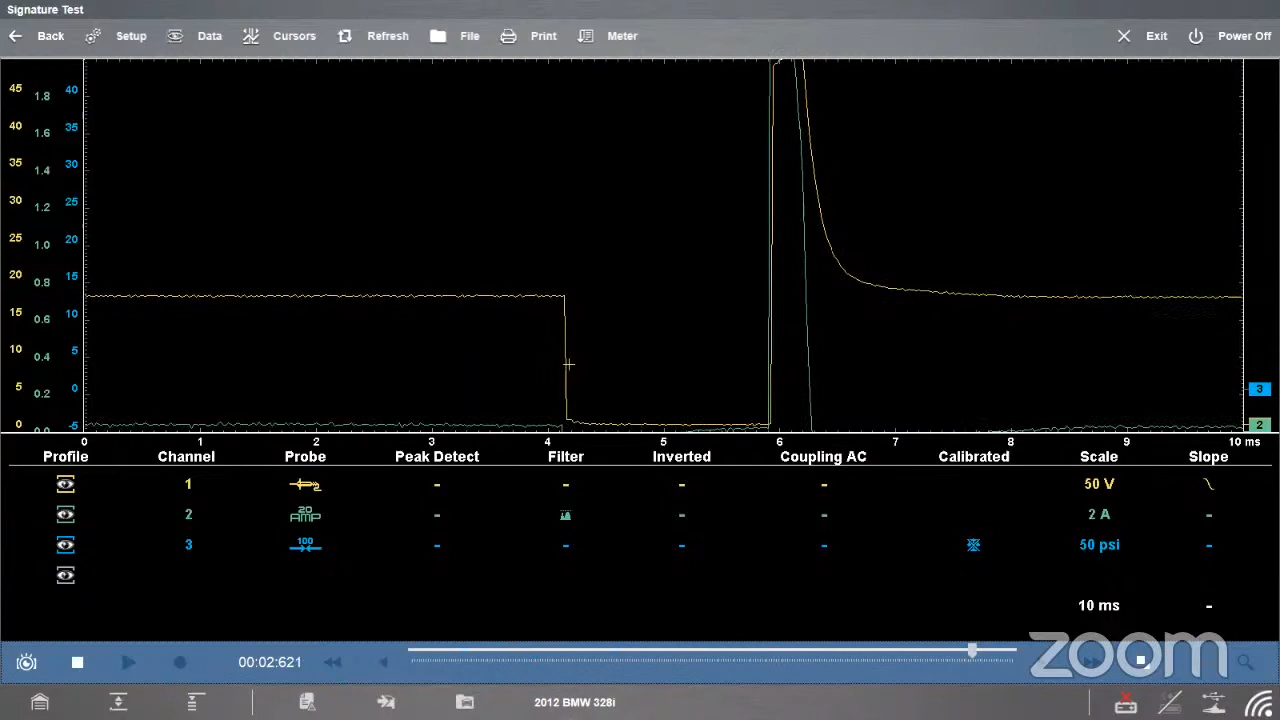 Signature Test
Back Setup Data Cursors Refresh File Print Meter Exit Power Off
45 1.8 40
40 1.6 35
35 1.4 30
30 1.2 25
25 1.0 20
20 0.8 15
15 0.6 10
10 0.4 5
5 0.2 0
0 0.0 -5
3
2
0 1 2 3 4 5 6 7 8 9 10 ms
Profile Channel Probe Peak Detect Filter Inverted Coupling AC Calibrated Scale Slope
1 - - - - 50 V
2 20 AMP - - - 2 A -
3 100 - - - - 50 psi -
10 ms -
00:02:621
zoom
2012 BMW 328i